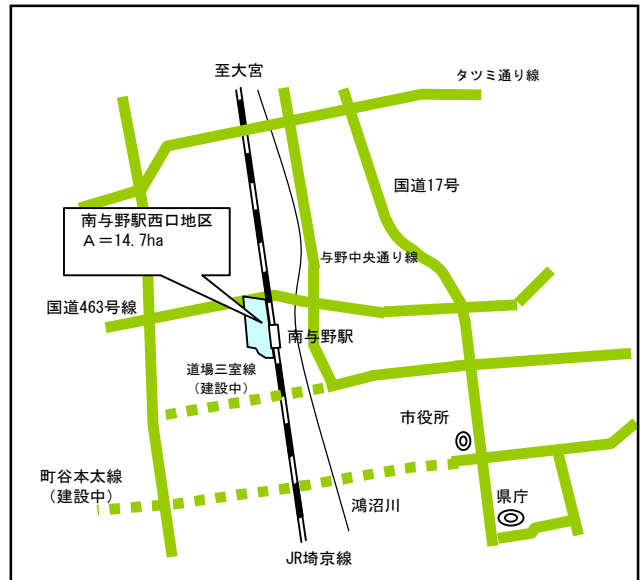 至大宮
タツミ通り線
国道17号
南与野駅西口地区
A=14.7ha
与野中央通り線
国道463号線
南与野駅
道場三室線
(建設中)
市役所
町谷本太線
(建設中)
県庁
鴻沼川
JR埼京線